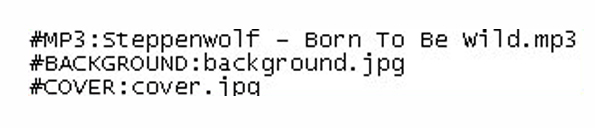 #MP3:Steppenwolf - Born To Be Wild.mp3
#BACKGROUND:background.jpg
#COVER:cover.jpg